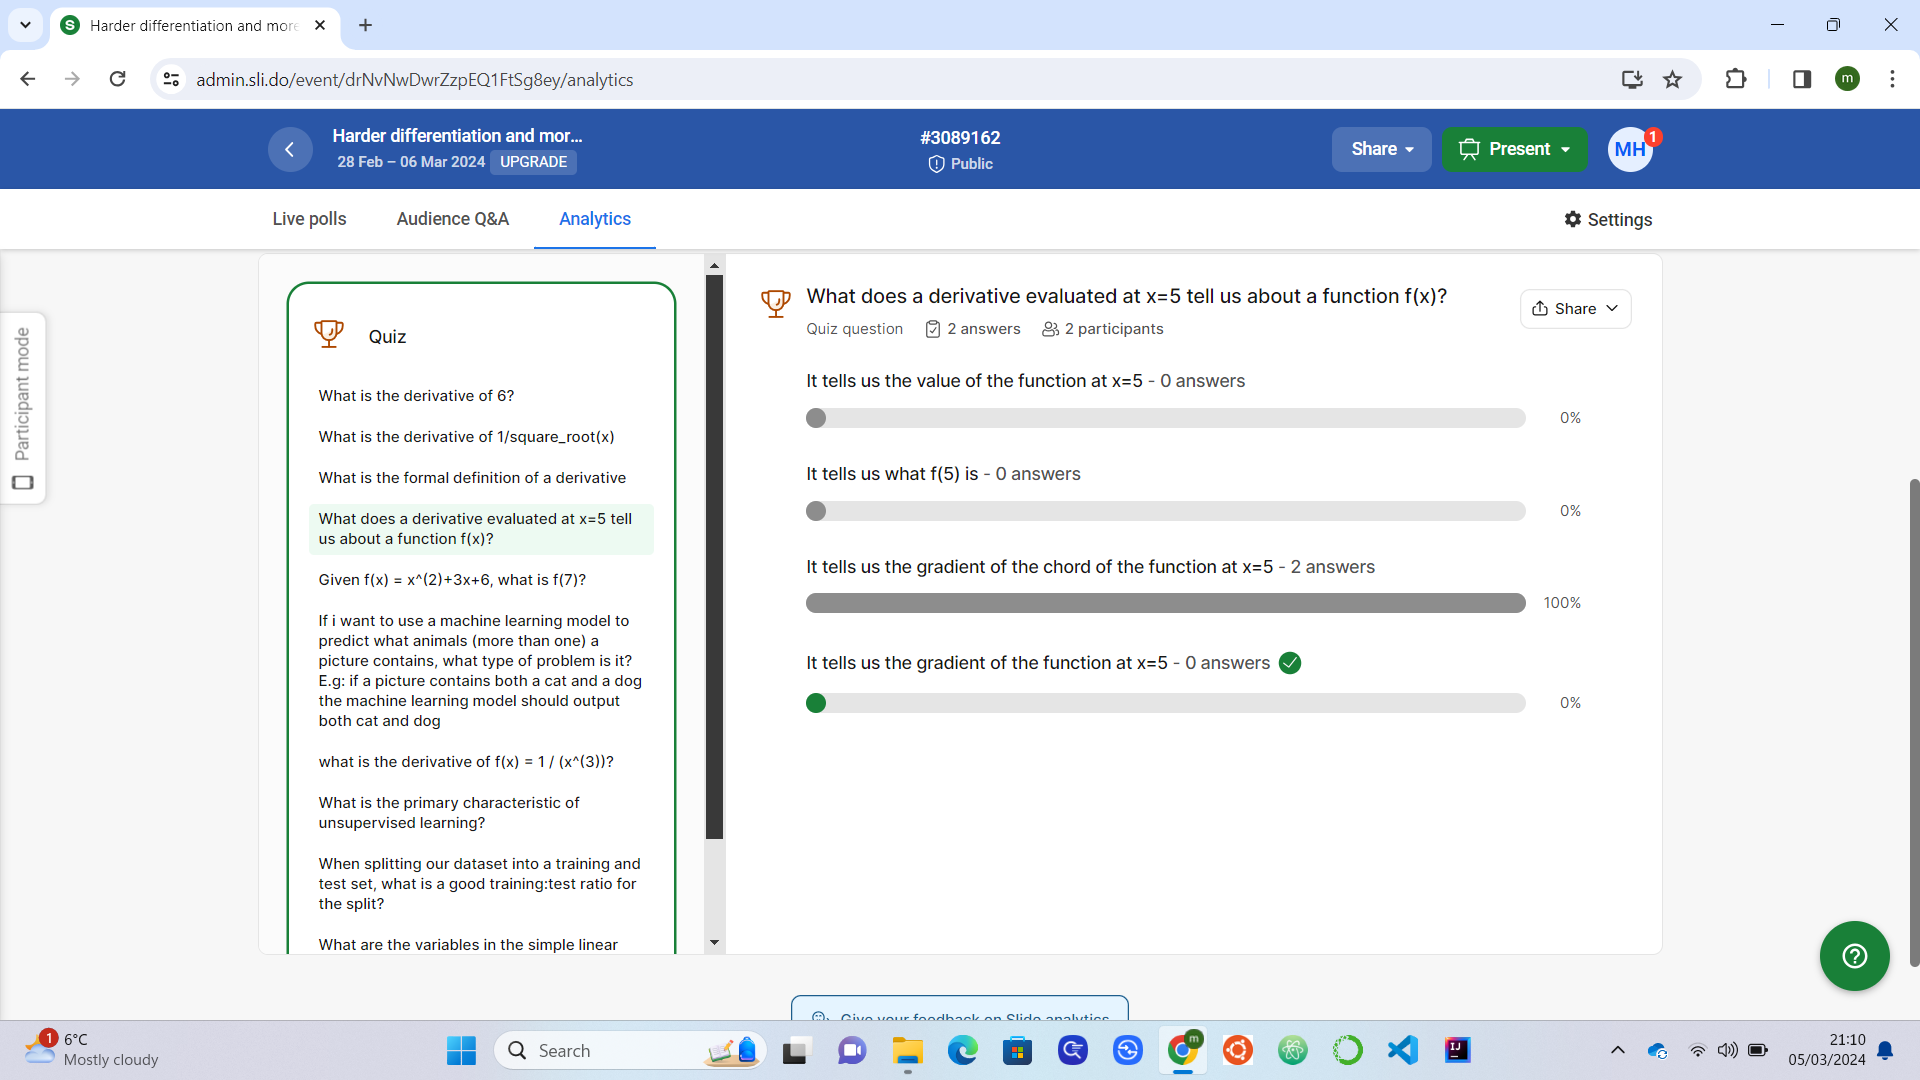 Harder differentiation and more
admin.sli.do/event/drNvNwDwrZzpEQ1FtSg8ey/analytics
m
Harder differentiation and mor...
28 Feb – 06 Mar 2024 UPGRADE
#3089162
Public
Share
Present
MH
1
Live polls
Audience Q&A
Analytics
Settings
Participant mode
Quiz
What is the derivative of 6?
What is the derivative of 1/square_root(x)
What is the formal definition of a derivative
What does a derivative evaluated at x=5 tell
us about a function f(x)?
Given f(x) = x^(2)+3x+6, what is f(7)?
If i want to use a machine learning model to
predict what animals (more than one) a
picture contains, what type of problem is it?
E.g: if a picture contains both a cat and a dog
the machine learning model should output
both cat and dog
what is the derivative of f(x) = 1 / (x^(3))?
What is the primary characteristic of
unsupervised learning?
When splitting our dataset into a training and
test set, what is a good training:test ratio for
the split?
What are the variables in the simple linear
What does a derivative evaluated at x=5 tell us about a function f(x)?
Quiz question 2 answers 2 participants
Share
It tells us the value of the function at x=5 - 0 answers
0%
It tells us what f(5) is - 0 answers
0%
It tells us the gradient of the chord of the function at x=5 - 2 answers
100%
It tells us the gradient of the function at x=5 - 0 answers
0%
Give your feedback on Slido analytics
1
6°C
Mostly cloudy
Search
m
IJ
21:10
05/03/2024